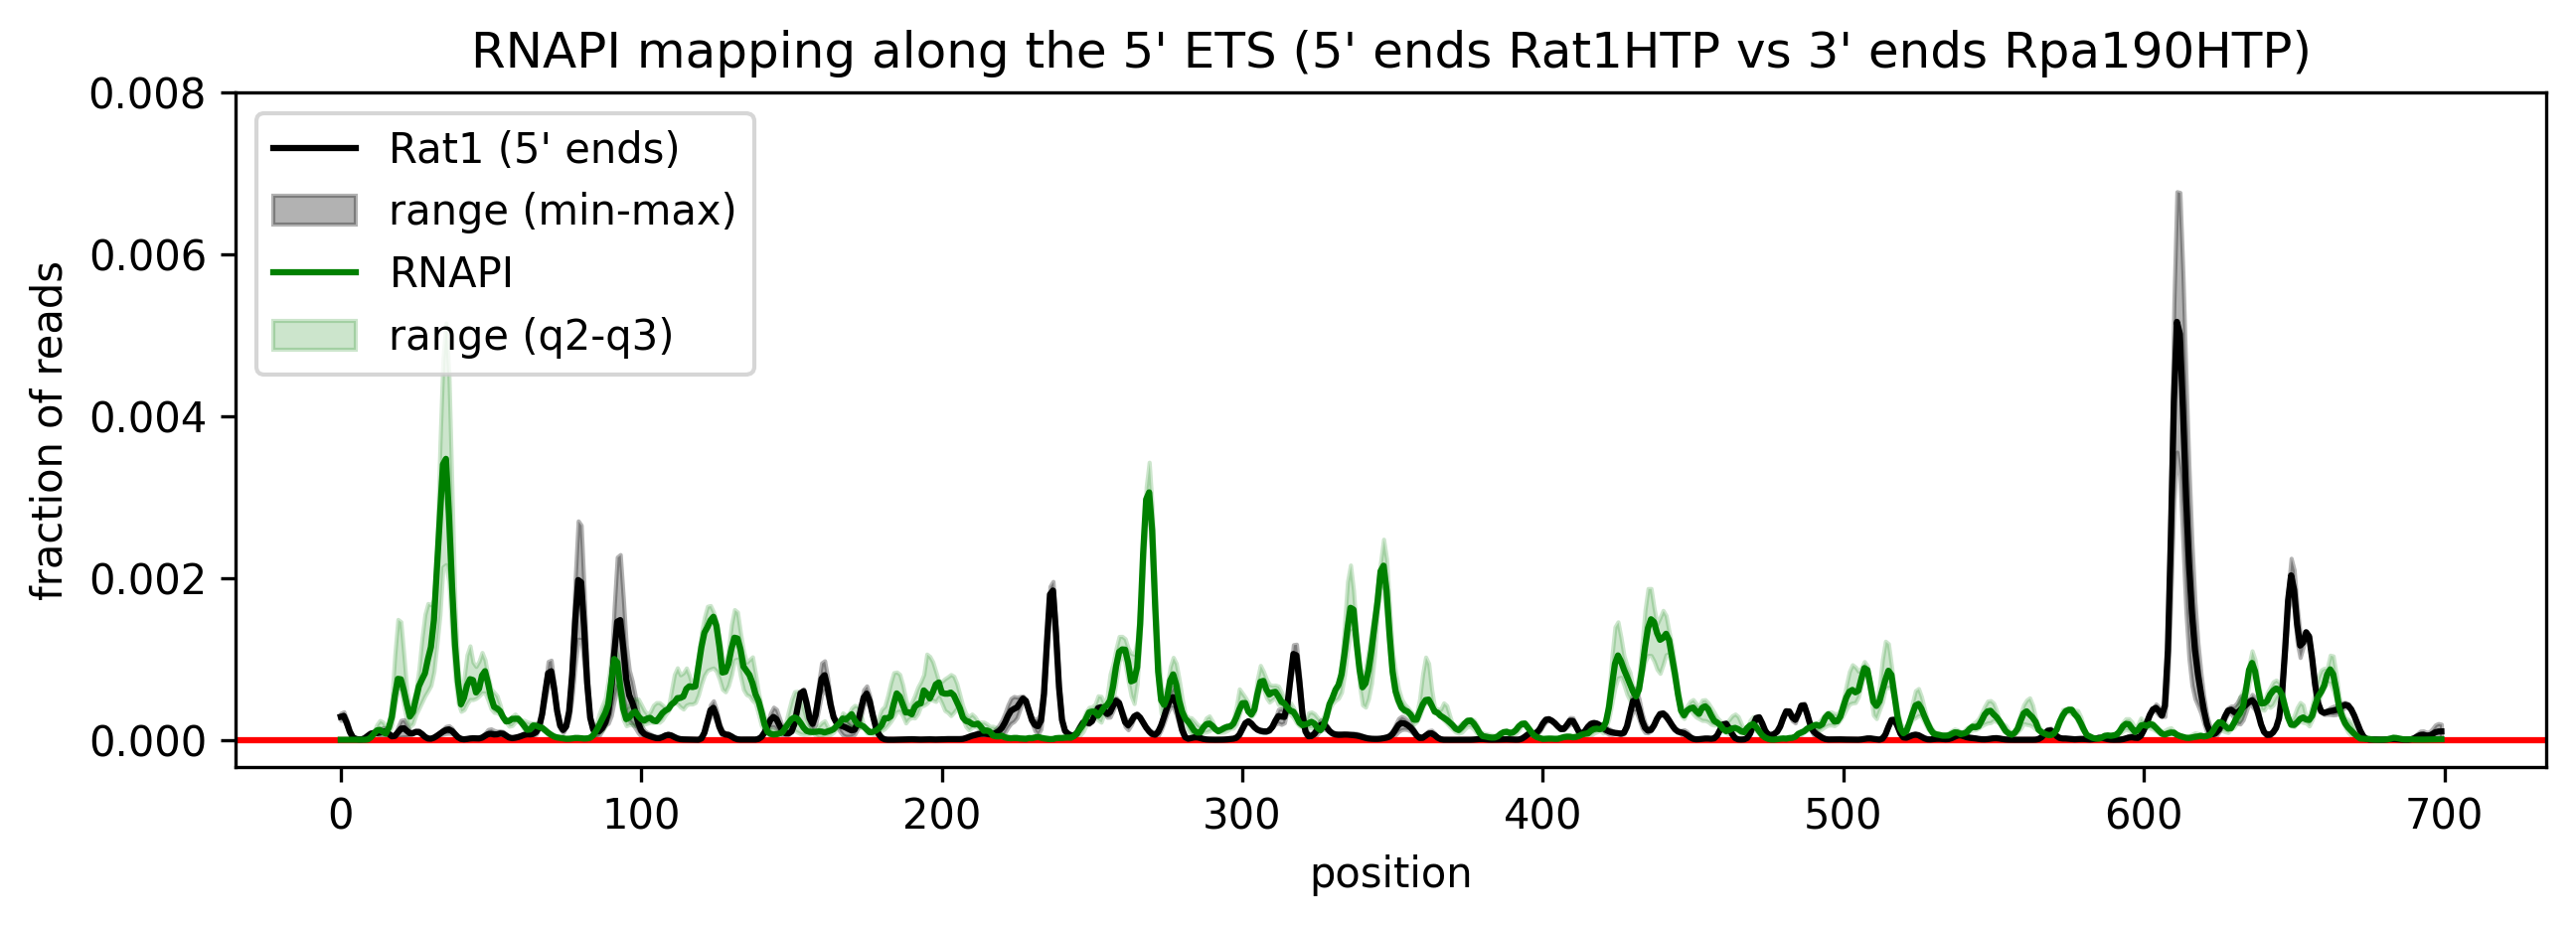 RNAPI mapping along the 5' ETS (5' ends Rat1HTP vs 3' ends Rpa190HTP)
0.008
0.006
0.004
0.002
0.000
fraction of reads
Rat1 (5' ends)
range (min-max)
RNAPI
range (q2-q3)
0 100 200 300 400 500 600 700
position